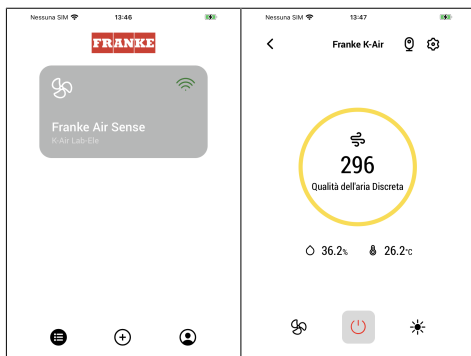 Nessuna SIM 13:46
FRANKE
Franke Air Sense
K-Air Lab-Ele
Nessuna SIM 13:47
Franke K-Air
296
Qualità dell'aria Discreta
36.2% 26.2°C